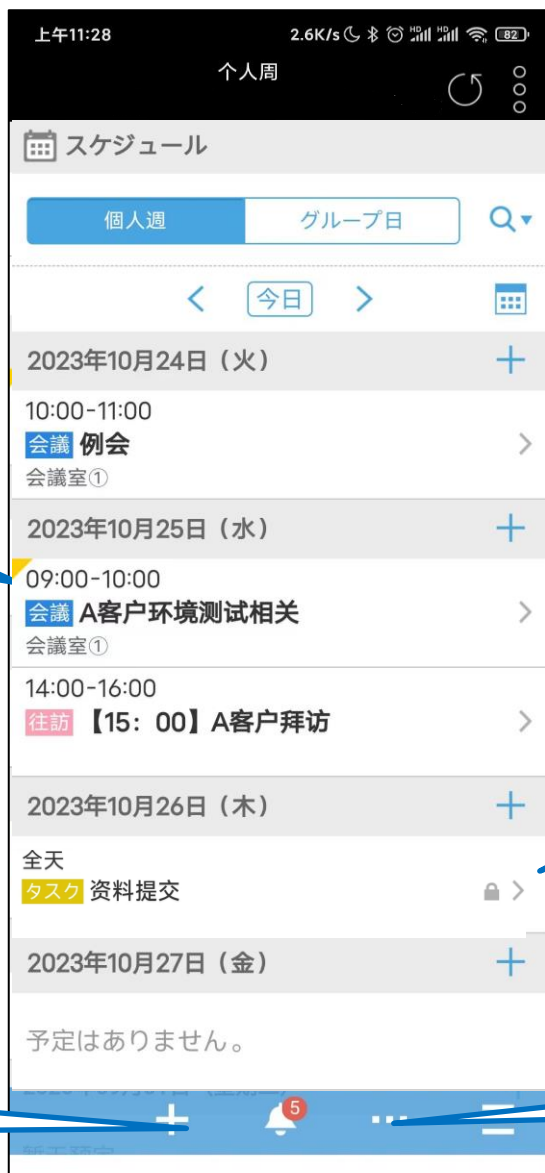 上午11:28
2.6K/s
HD
HD
82
个人周
スケジュール
個人週
グループ日
今日
2023年10月24日（火）
10:00-11:00
会議 例会
会議室①
2023年10月25日（水）
09:00-10:00
会議 A客户环境测试相关
会議室①
14:00-16:00
往訪 【15：00】A客户拜访
2023年10月26日（木）
全天
タスク 资料提交
2023年10月27日（金）
予定はありません。
5